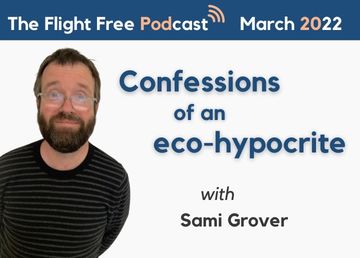 The Flight Free Podcast March 2022
Confessions
of an
eco-hypocrite
with
Sami Grover